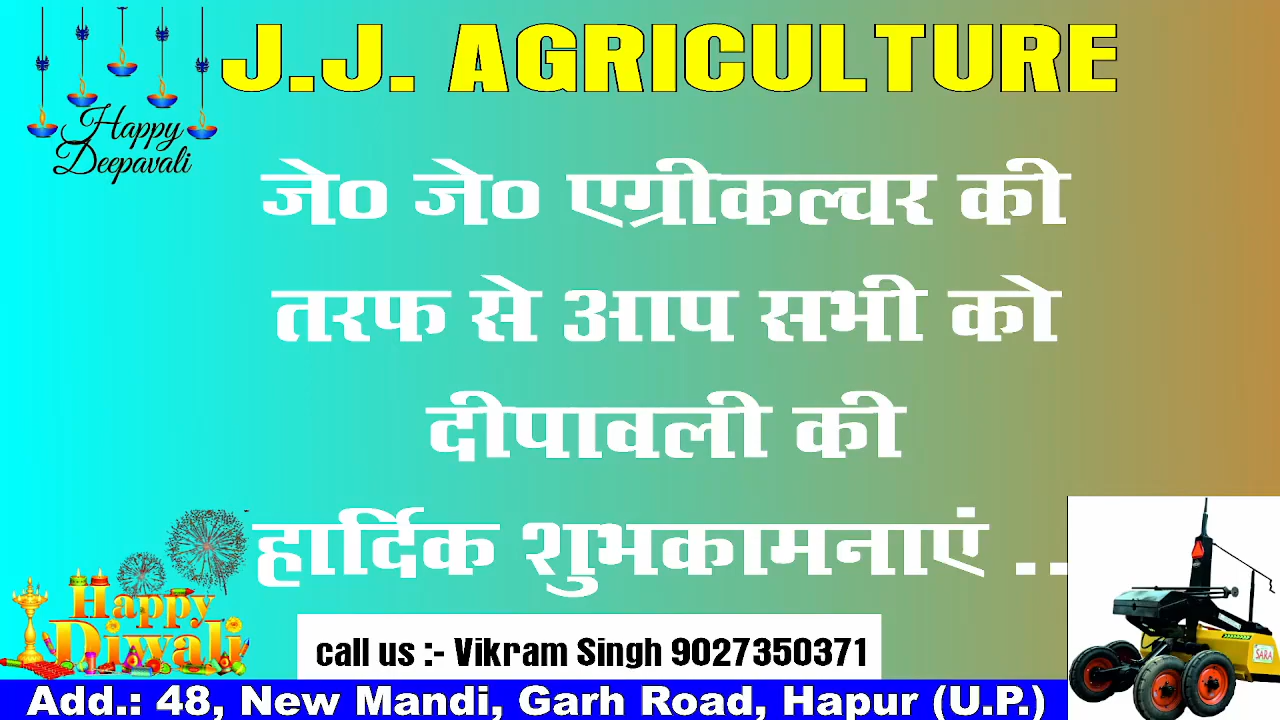 J.J. AGRICULTURE
Happy
Deepavali
जे० जे० एग्रीकल्चर की
तरफ से आप सभी को
दीपावली की
हार्दिक शुभकामनाएं ..
Happy
Diwali
call us :- Vikram Singh 9027350371
SARA
Add.: 48, New Mandi, Garh Road, Hapur (U.P.)